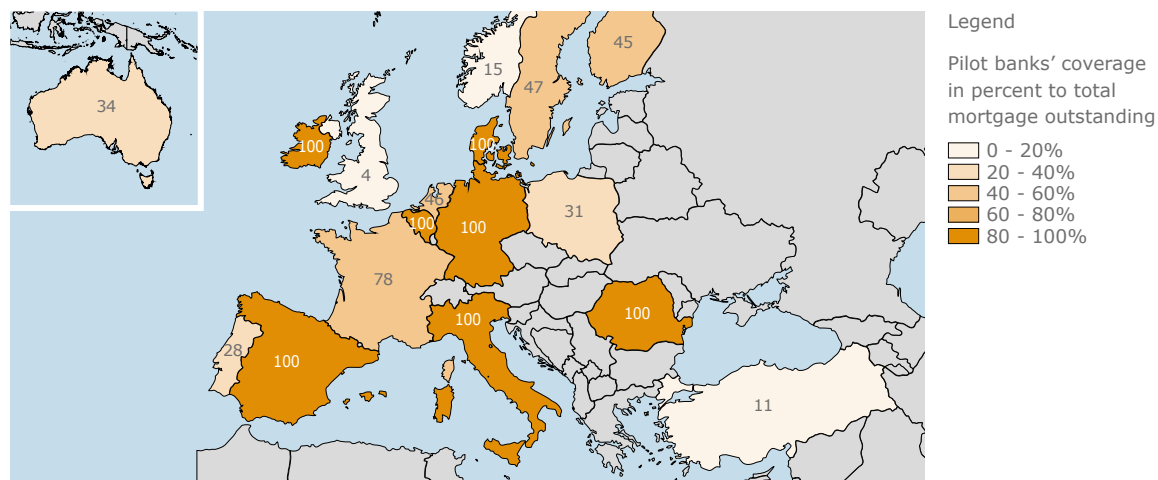 Legend
Pilot banks’ coverage
in percent to total
mortgage outstanding
0 - 20%
20 - 40%
40 - 60%
60 - 80%
80 - 100%
34
45
15
47
100
100
4
46
31
100
100
78
100
100
28
100
11